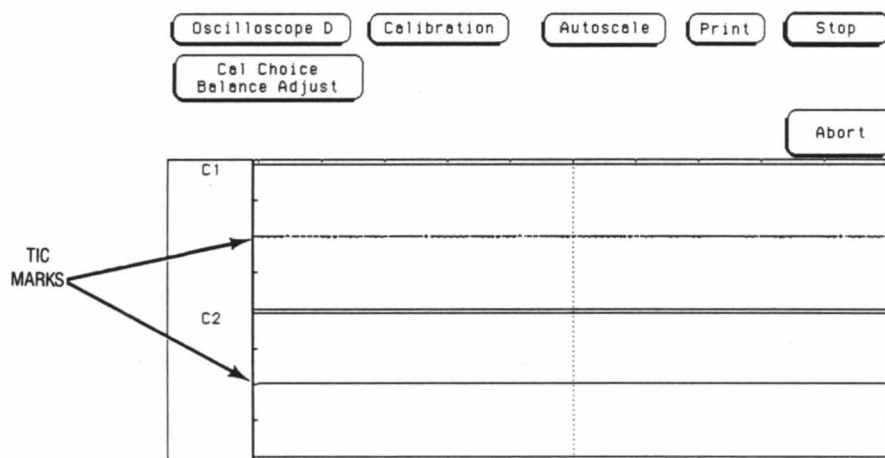 Oscilloscope D
Calibration
Autoscale
Print
Stop
Cal Choice
Balance Adjust
Abort
C1
TIC
MARKS
C2